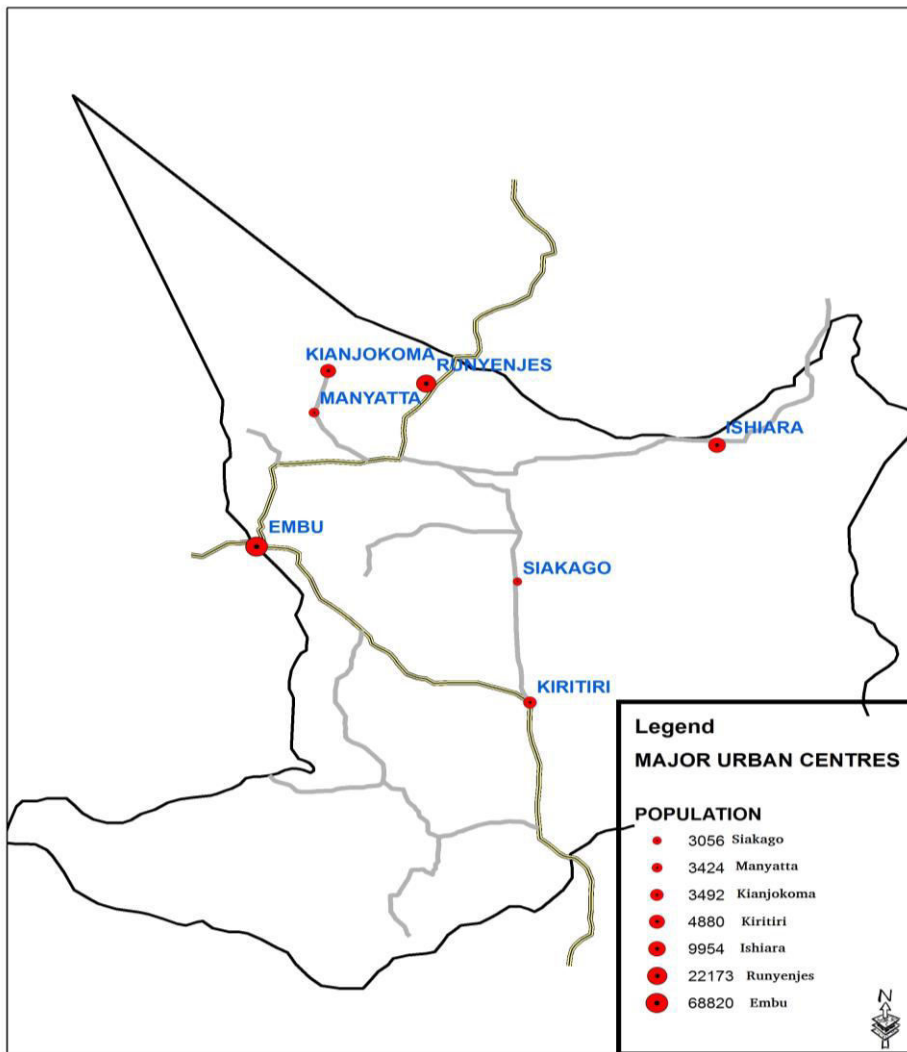 KIANJOKOMA
RUNYENJES
MANYATTA
ISHIARA
EMBU
SIAKAGO
KIRITIRI
Legend
MAJOR URBAN CENTRES
POPULATION
3056 Siakago
3424 Manyatta
3492 Kianjokoma
4880 Kiritiri
9954 Ishiara
22173 Runyenjes
68820 Embu
N